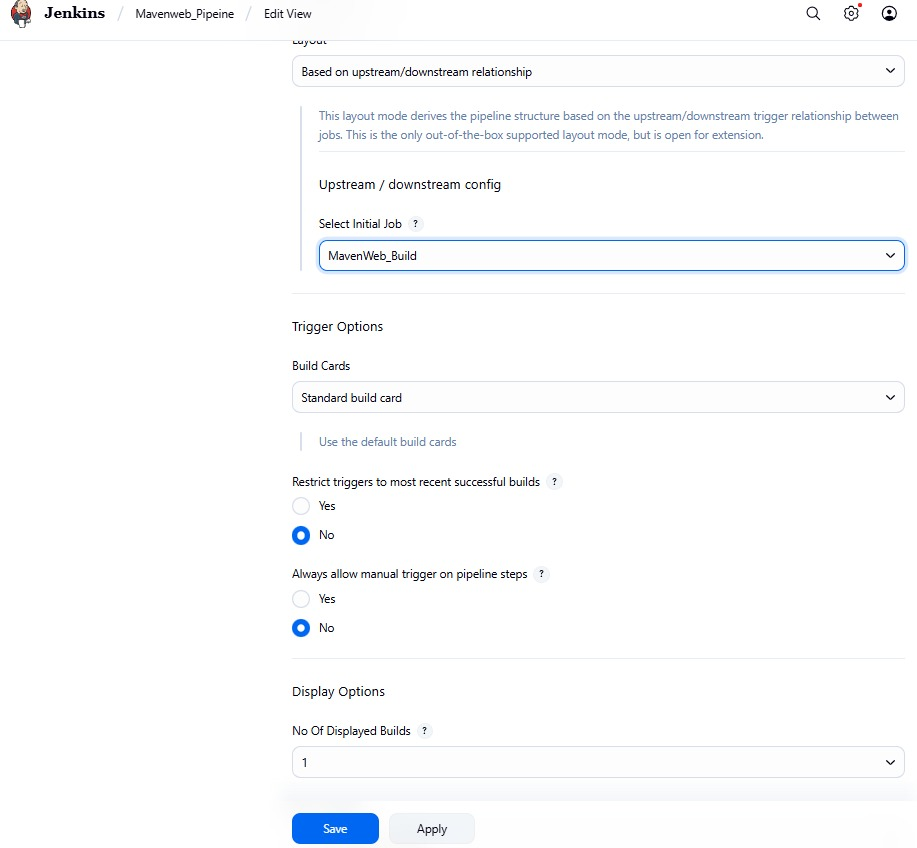 Jenkins / Mavenweb_Pipeine / Edit View
Layout
Based on upstream/downstream relationship
This layout mode derives the pipeline structure based on the upstream/downstream trigger relationship between
jobs. This is the only out-of-the-box supported layout mode, but is open for extension.
Upstream / downstream config
Select Initial Job ?
MavenWeb_Build
Trigger Options
Build Cards
Standard build card
Use the default build cards
Restrict triggers to most recent successful builds ?
Yes
No
Always allow manual trigger on pipeline steps ?
Yes
No
Display Options
No Of Displayed Builds ?
1
Save Apply